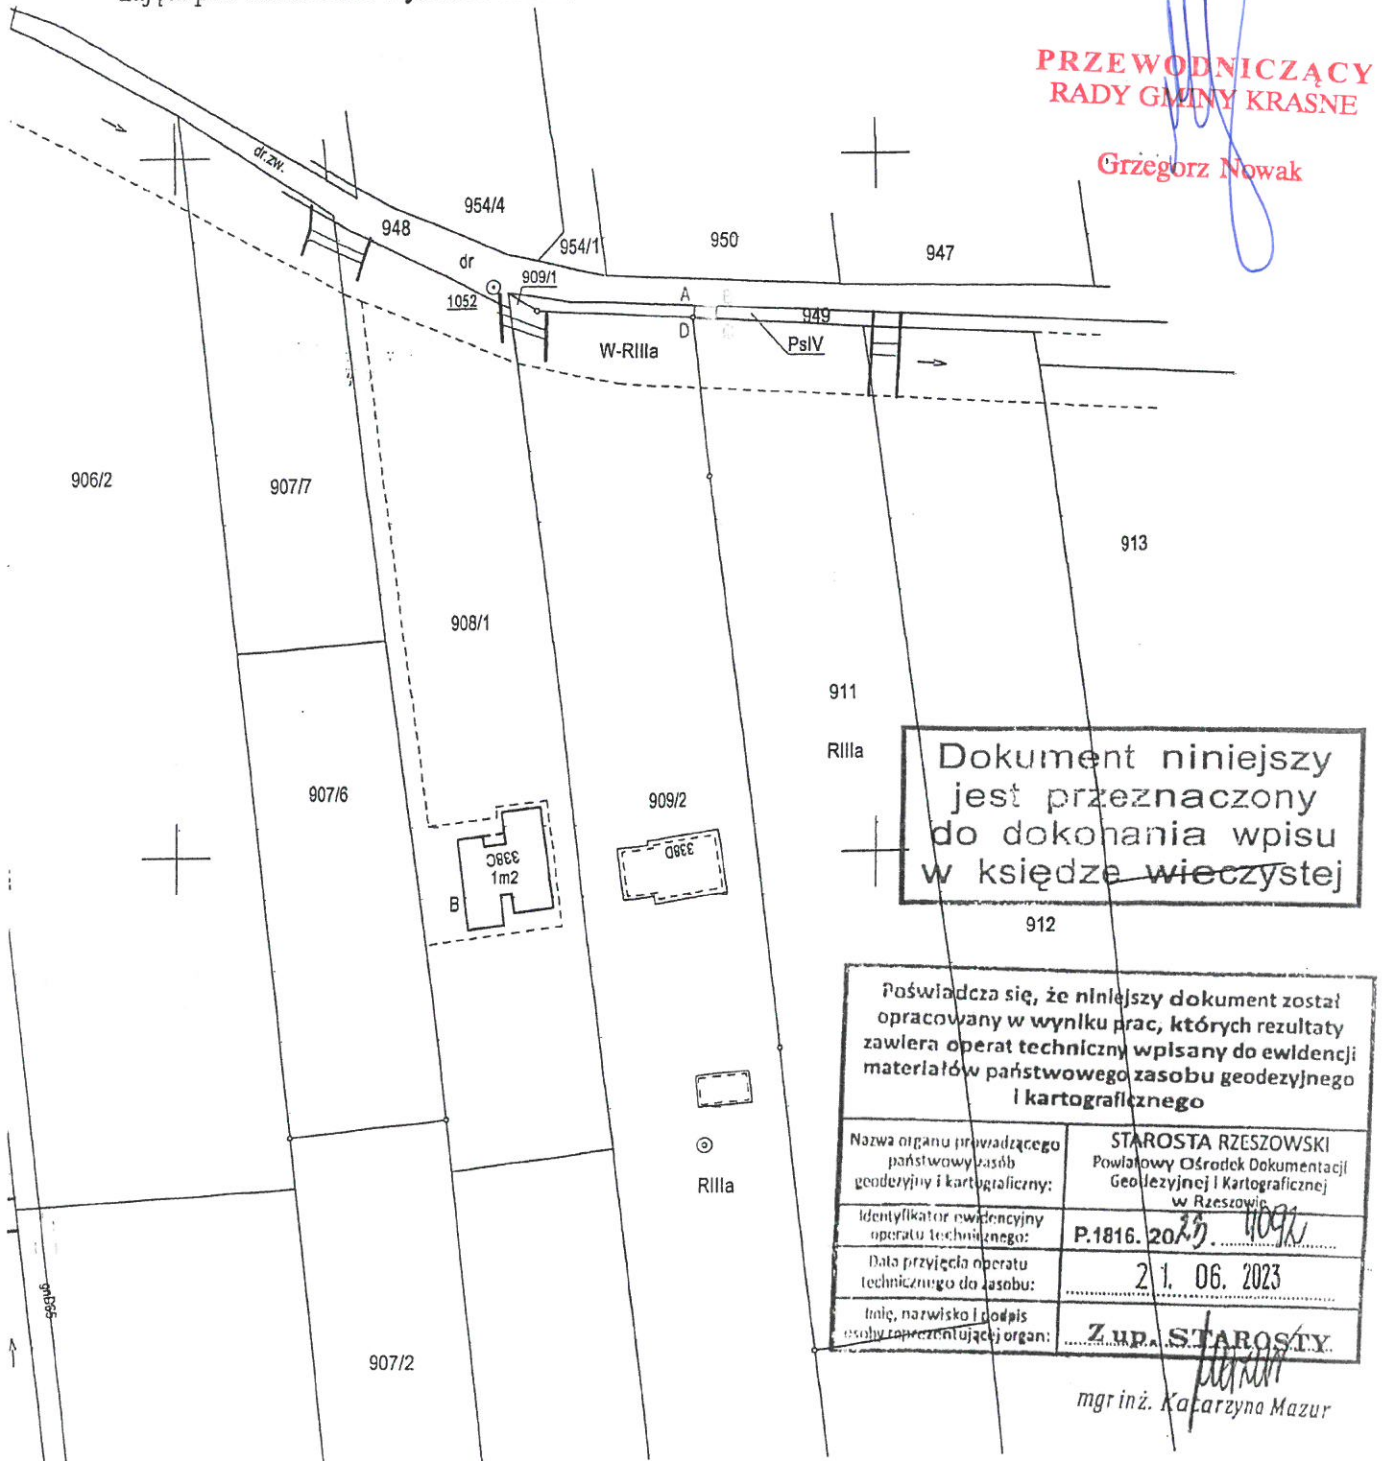 PRZEWODNICZĄCY
RADY GMINY KRASNE
Grzegorz Nowak
dr.zw.
948
954/4
954/1
950
947
dr
909/1
1052
A
D
949
PsIV
W-RIIIa
906/2
907/7
908/1
913
911
RIIIa
907/6
909/2
338C
1m2
B
338D
Dokument niniejszy
jest przeznaczony
do dokonania wpisu
w księdze wieczystej
912
Poświadcza się, że niniejszy dokument został
opracowany w wyniku prac, których rezultaty
zawiera operat techniczny wpisany do ewidencji
materiałów państwowego zasobu geodezyjnego
i kartograficznego
Nazwa organu prowadzącego
państwowy zasób
geodezyjny i kartograficzny:
STAROSTA RZESZOWSKI
Powiatowy Ośrodek Dokumentacji
Geodezyjnej i Kartograficznej
w Rzeszowie
Identyfikator ewidencyjny
operatu technicznego:
P.1816.2023. 4092
Data przyjęcia operatu
technicznego do zasobu:
21. 06. 2023
Imię, nazwisko i podpis
osoby reprezentującej organ:
Z up. STAROSTY
mgr inż. Katarzyna Mazur
RIIIa
907/2